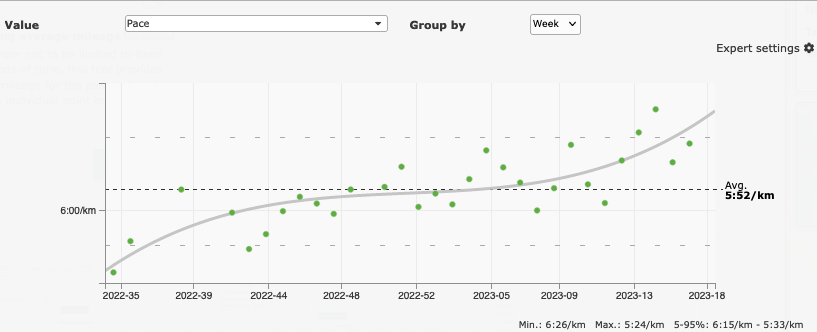 Value Pace Group by Week
Expert settings
Avg.
5:52/km
6:00/km
2022-35 2022-39 2022-44 2022-48 2022-52 2023-05 2023-09 2023-13 2023-18
Min.: 6:26/km Max.: 5:24/km 5-95%: 6:15/km - 5:33/km